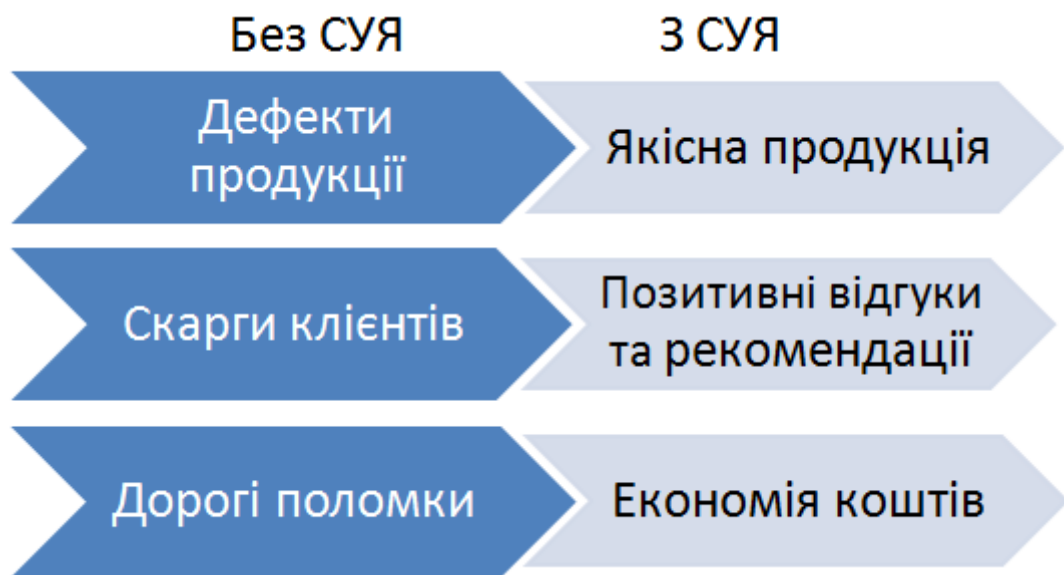 Без СУЯ
З СУЯ
Дефекти
продукції
Якісна продукція
Скарги клієнтів
Позитивні відгуки
та рекомендації
Дорогі поломки
Економія коштів